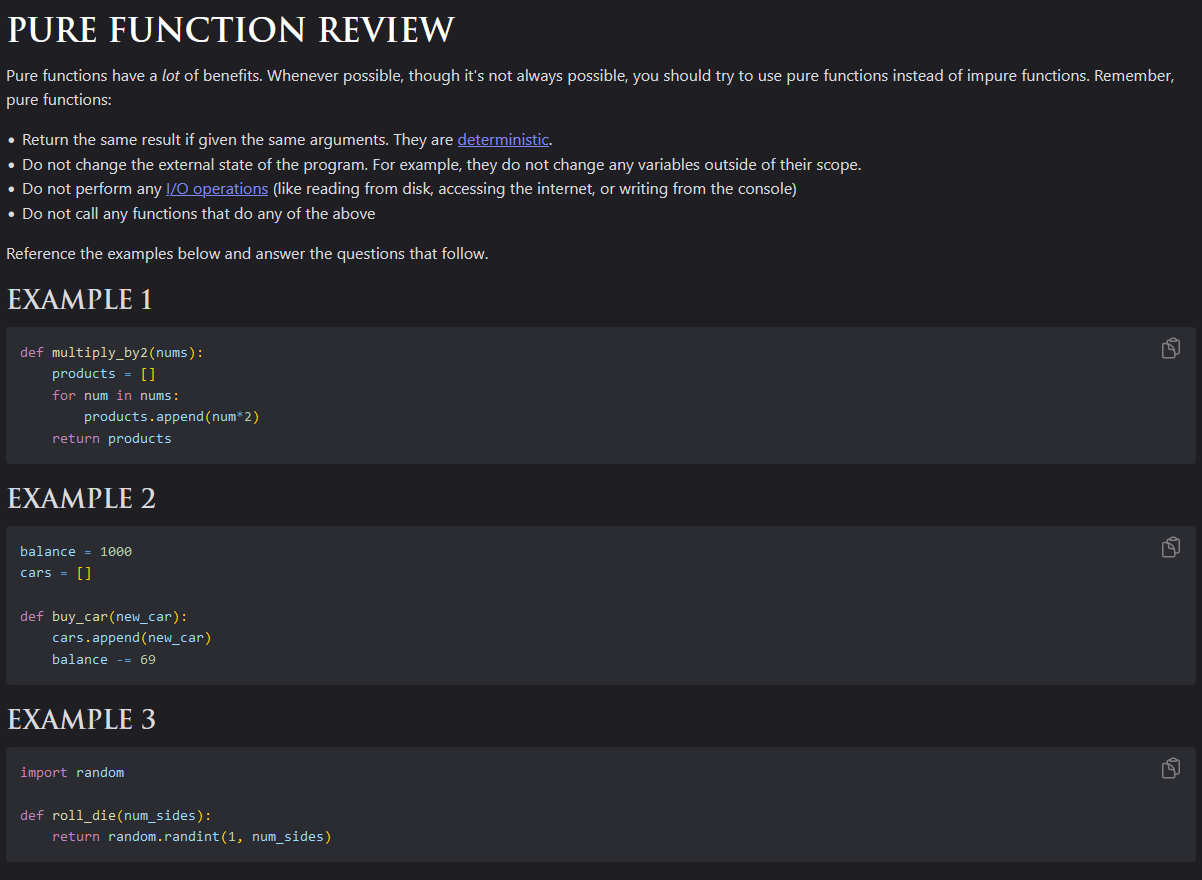 PURE FUNCTION REVIEW
Pure functions have a lot of benefits. Whenever possible, though it's not always possible, you should try to use pure functions instead of impure functions. Remember,
pure functions:
• Return the same result if given the same arguments. They are deterministic.
• Do not change the external state of the program. For example, they do not change any variables outside of their scope.
• Do not perform any I/O operations (like reading from disk, accessing the internet, or writing from the console)
• Do not call any functions that do any of the above
Reference the examples below and answer the questions that follow.
EXAMPLE 1
def multiply_by2(nums):
    products = []
    for num in nums:
        products.append(num*2)
    return products
EXAMPLE 2
balance = 1000
cars = []
def buy_car(new_car):
    cars.append(new_car)
    balance -= 69
EXAMPLE 3
import random
def roll_die(num_sides):
    return random.randint(1, num_sides)